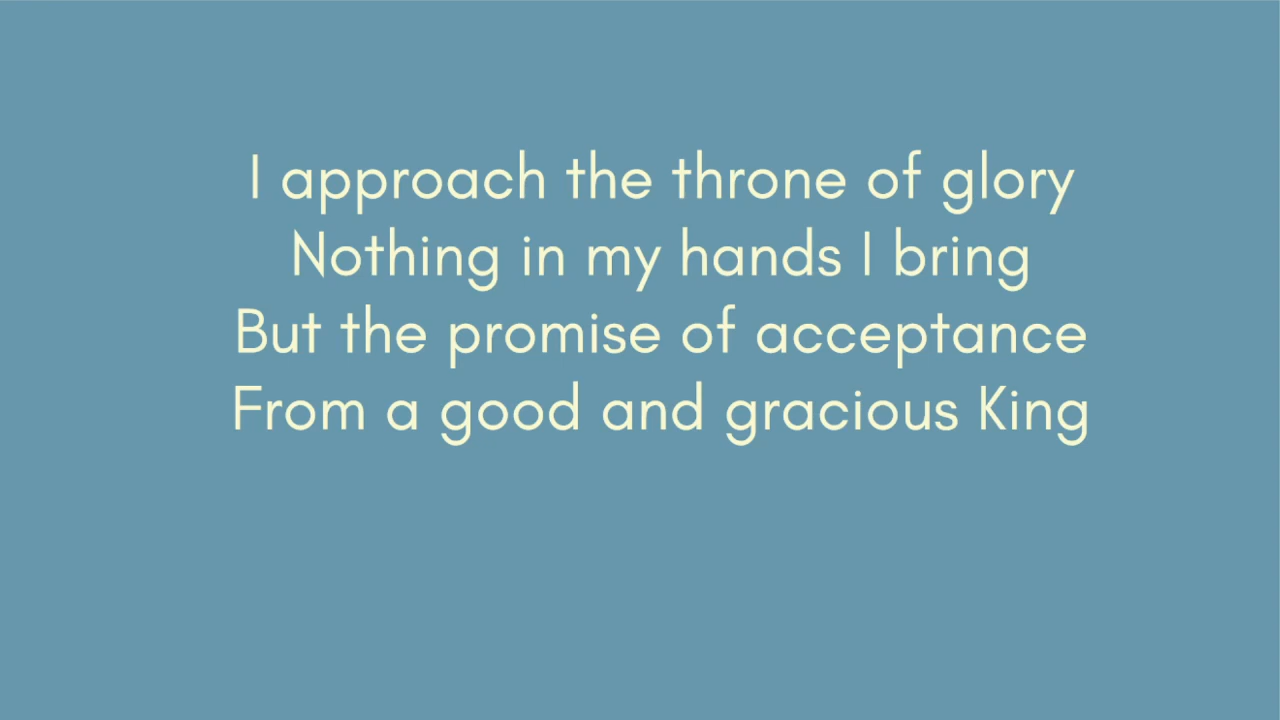 I approach the throne of glory
Nothing in my hands I bring
But the promise of acceptance
From a good and gracious King